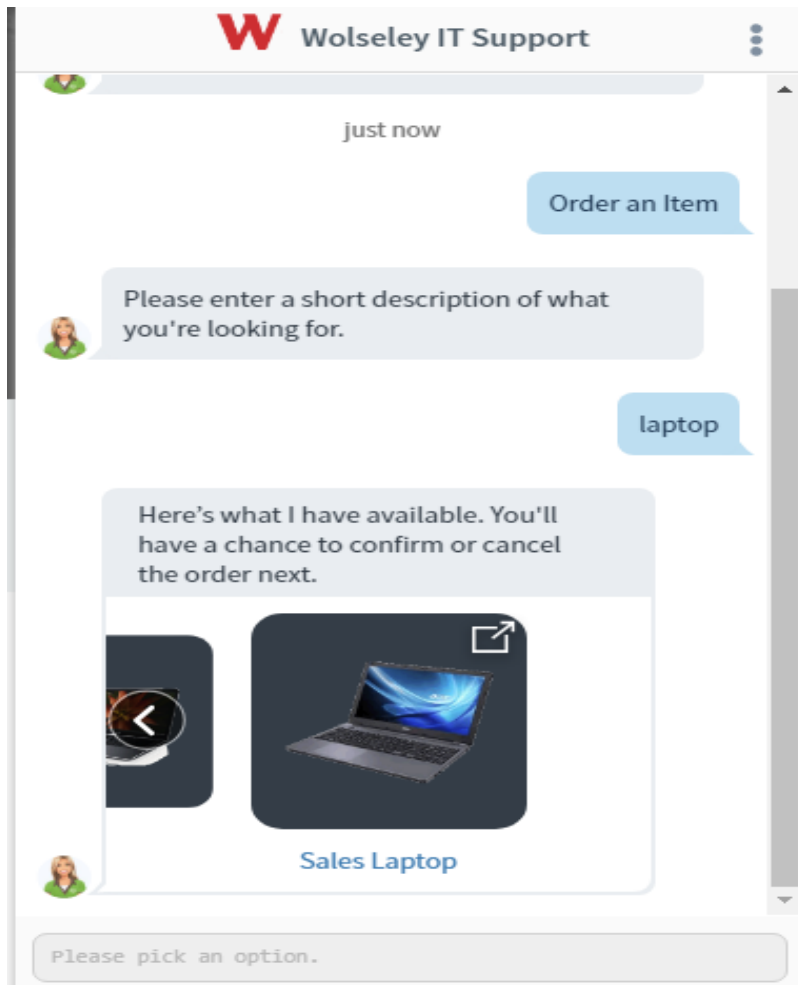 W Wolseley IT Support
just now
Order an Item
Please enter a short description of what
you're looking for.
laptop
Here’s what I have available. You'll
have a chance to confirm or cancel
the order next.
Sales Laptop
Please pick an option.